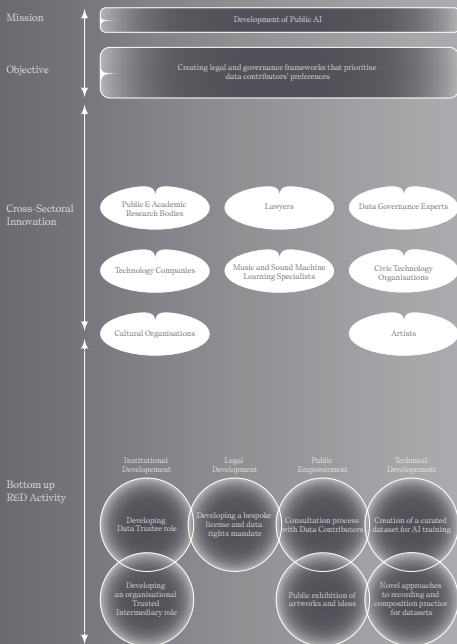 Mission
Development of Public AI
Objective
Creating legal and governance frameworks that prioritise
data contributors' preferences
Cross-Sectoral
Innovation
Public & Academic
Research Bodies
Lawyers
Data Governance Experts
Technology Companies
Music and Sound Machine
Learning Specialists
Civic Technology
Organisations
Cultural Organisations
Artists
Bottom up
R&D Activity
Institutional
Developement
Legal
Development
Public
Empowerment
Technical
Developement
Developing
Data Trustee role
Developing a bespoke
license and data
rights mandate
Consultation process
with Data Contributors
Creation of a curated
dataset for AI training
Developing
an organisational
Trusted
Intermediary role
Public exhibition of
artworks and ideas
Novel approaches
to recording and
composition practice
for datasets